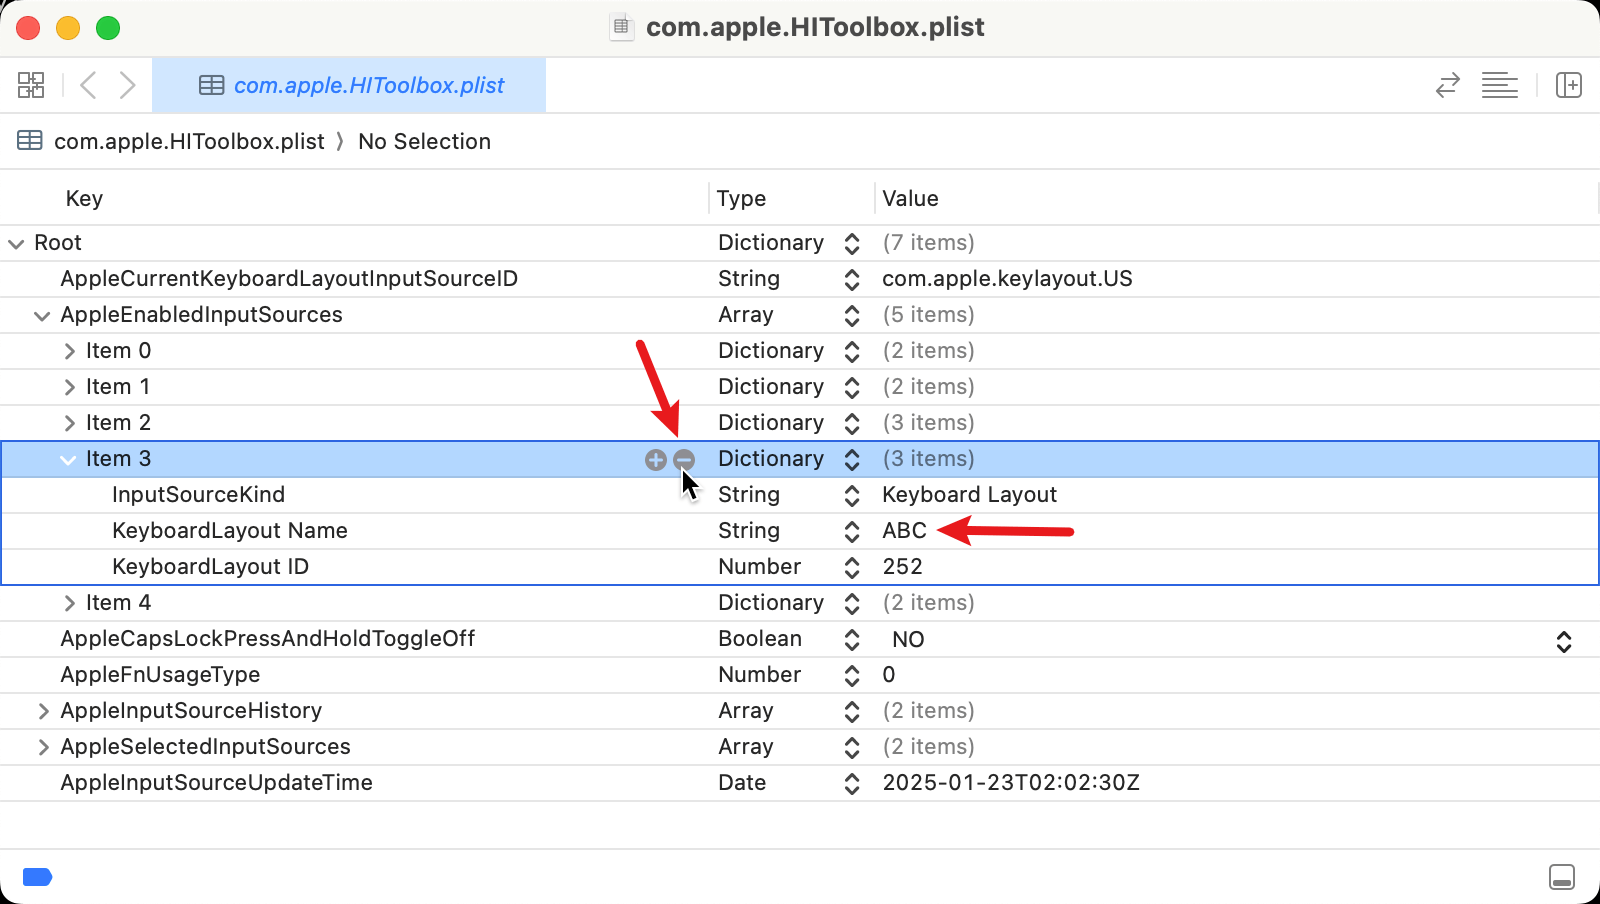 com.apple.HIToolbox.plist
com.apple.HIToolbox.plist
com.apple.HIToolbox.plist 〉 No Selection
Key Type Value
Root Dictionary (7 items)
AppleCurrentKeyboardLayoutInputSourceID String com.apple.keylayout.US
AppleEnabledInputSources Array (5 items)
Item 0 Dictionary (2 items)
Item 1 Dictionary (2 items)
Item 2 Dictionary (3 items)
Item 3 Dictionary (3 items)
InputSourceKind String Keyboard Layout
KeyboardLayout Name String ABC
KeyboardLayout ID Number 252
Item 4 Dictionary (2 items)
AppleCapsLockPressAndHoldToggleOff Boolean NO
AppleFnUsageType Number 0
AppleInputSourceHistory Array (2 items)
AppleSelectedInputSources Array (2 items)
AppleInputSourceUpdateTime Date 2025-01-23T02:02:30Z